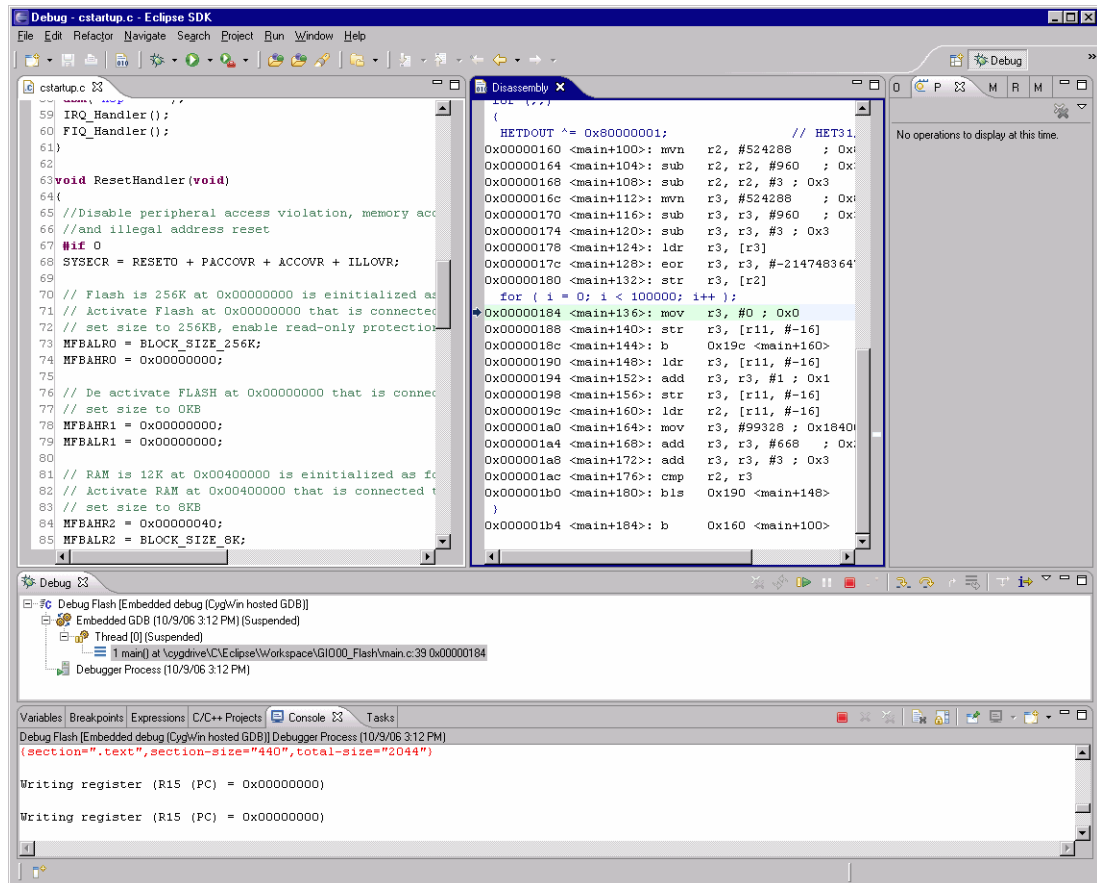 Debug - cstartup.c - Eclipse SDK
File Edit Refactor Navigate Search Project Run Window Help
Debug
cstartup.c
59 IRQ_Handler();
60 FIQ_Handler();
61}
62
63void ResetHandler(void)
64{
65 //Disable peripheral access violation, memory acc
66 //and illegal address reset
67 #if 0
68 SYSECR = RESET0 + PACCOVR + ACCOVR + ILLOVR;
69
70 // Flash is 256K at 0x00000000 is einitialized as
71 // Activate Flash at 0x00000000 that is connected
72 // set size to 256KB, enable read-only protection
73 MFBALR0 = BLOCK_SIZE_256K;
74 MFBAHR0 = 0x00000000;
75
76 // De activate FLASH at 0x00000000 that is connec
77 // set size to 0KB
78 MFBAHR1 = 0x00000000;
79 MFBALR1 = 0x00000000;
80
81 // RAM is 12K at 0x00400000 is einitialized as fo
82 // Activate RAM at 0x00400000 that is connected t
83 // set size to 8KB
84 MFBAHR2 = 0x00000040;
85 MFBALR2 = BLOCK_SIZE_8K;
Disassembly
for (;;)
{
HETDOUT ^= 0x80000001; // HET31,
0x00000160 <main+100>: mvn r2, #524288 ; 0x
0x00000164 <main+104>: sub r2, r2, #960 ; 0x
0x00000168 <main+108>: sub r2, r2, #3 ; 0x3
0x0000016c <main+112>: mvn r3, #524288 ; 0x
0x00000170 <main+116>: sub r3, r3, #960 ; 0x
0x00000174 <main+120>: sub r3, r3, #3 ; 0x3
0x00000178 <main+124>: ldr r3, [r3]
0x0000017c <main+128>: eor r3, r3, #-2147483647
0x00000180 <main+132>: str r3, [r2]
for ( i = 0; i < 100000; i++ );
0x00000184 <main+136>: mov r3, #0 ; 0x0
0x00000188 <main+140>: str r3, [r11, #-16]
0x0000018c <main+144>: b 0x19c <main+160>
0x00000190 <main+148>: ldr r3, [r11, #-16]
0x00000194 <main+152>: add r3, r3, #1 ; 0x1
0x00000198 <main+156>: str r3, [r11, #-16]
0x0000019c <main+160>: ldr r2, [r11, #-16]
0x000001a0 <main+164>: mov r3, #99328 ; 0x1840
0x000001a4 <main+168>: add r3, r3, #668 ; 0x
0x000001a8 <main+172>: add r3, r3, #3 ; 0x3
0x000001ac <main+176>: cmp r2, r3
0x000001b0 <main+180>: bls 0x190 <main+148>
}
0x000001b4 <main+184>: b 0x160 <main+100>
O P M R M
No operations to display at this time.
Debug
Debug Flash [Embedded debug (CygWin hosted GDB)]
Embedded GDB (10/9/06 3:12 PM) (Suspended)
Thread [0] (Suspended)
1 main() at \cygdrive\C\Eclipse\Workspace\GIO00_Flash\main.c:39 0x00000184
Debugger Process (10/9/06 3:12 PM)
Variables Breakpoints Expressions C/C++ Projects Console Tasks
Debug Flash [Embedded debug (CygWin hosted GDB)] Debugger Process (10/9/06 3:12 PM)
(section=".text",section-size="440",total-size="2044")
Writing register (R15 (PC) = 0x00000000)
Writing register (R15 (PC) = 0x00000000)